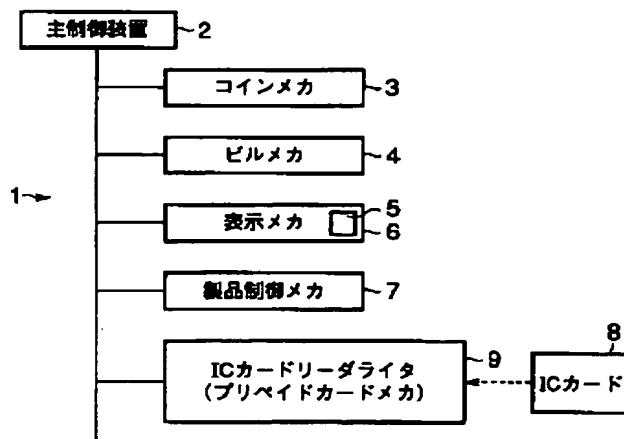 主制御装置 2
コインメカ 3
ビルメカ 4
1
表示メカ 5
6
製品制御メカ 7
ICカードリーダライタ 9
(プリペイドカードメカ)
8
ICカード